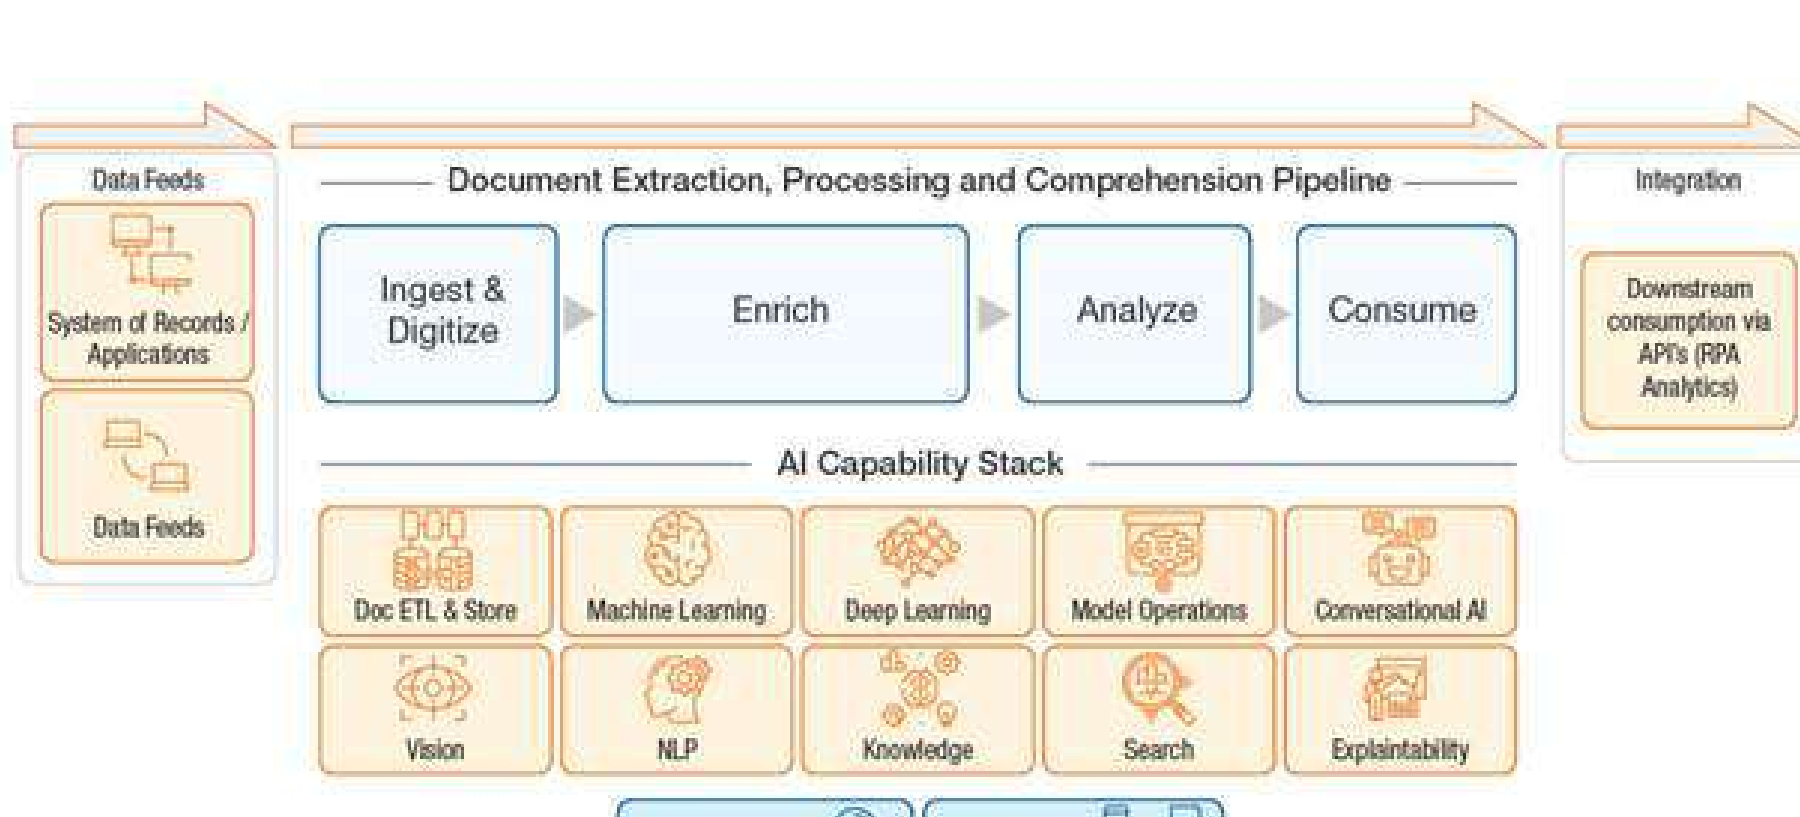 Data Feeds
System of Records /
Applications
Data Feeds
Document Extraction, Processing and Comprehension Pipeline
Ingest &
Digitize
Enrich
Analyze
Consume
AI Capability Stack
Doc ETL & Store
Machine Learning
Deep Learning
Model Operations
Conversational AI
Vision
NLP
Knowledge
Search
Explaintability
Integration
Downstream
consumption via
API's (RPA
Analytics)